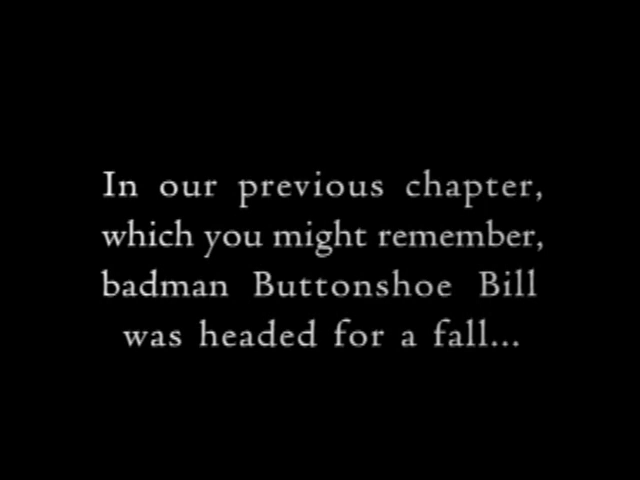 In our previous chapter,
which you might remember,
badman Buttonshoe Bill
was headed for a fall...